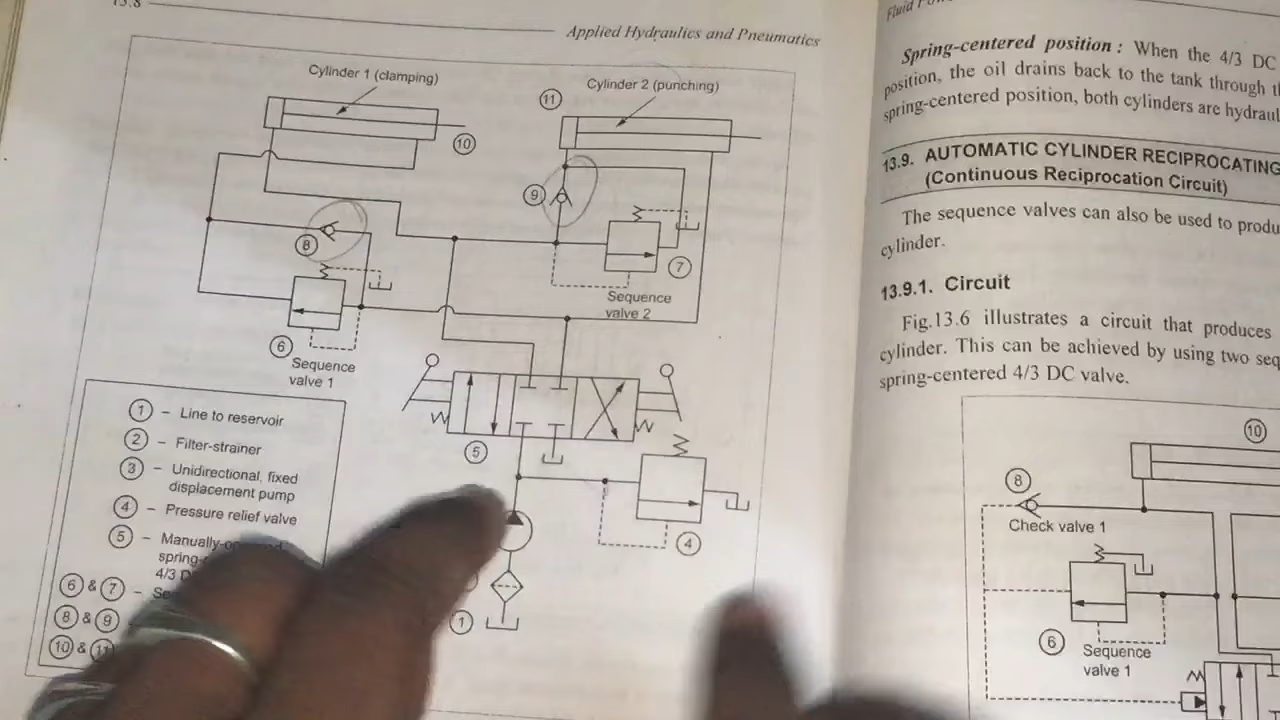 13.8
Applied Hydraulics and Pneumatics
Cylinder 1 (clamping)
11
Cylinder 2 (punching)
10
9
8
7
Sequence
valve 2
6
Sequence
valve 1
5
4
1
1 – Line to reservoir
2 – Filter-strainer
3 – Unidirectional, fixed
displacement pump
4 – Pressure relief valve
5 –
4/3
6 & 7 –
8 & 9
10 & 11
Spring-centered position : When the 4/3 DC
position, the oil drains back to the tank through
spring-centered position, both cylinders are
13.9. AUTOMATIC CYLINDER RECIPROCATING
(Continuous Reciprocation Circuit)
The sequence valves can also be used to
cylinder.
13.9.1. Circuit
Fig.13.6 illustrates a circuit that produces
cylinder. This can be achieved by using two
spring-centered 4/3 DC valve.
10
8
Check valve 1
6
Sequence
valve 1